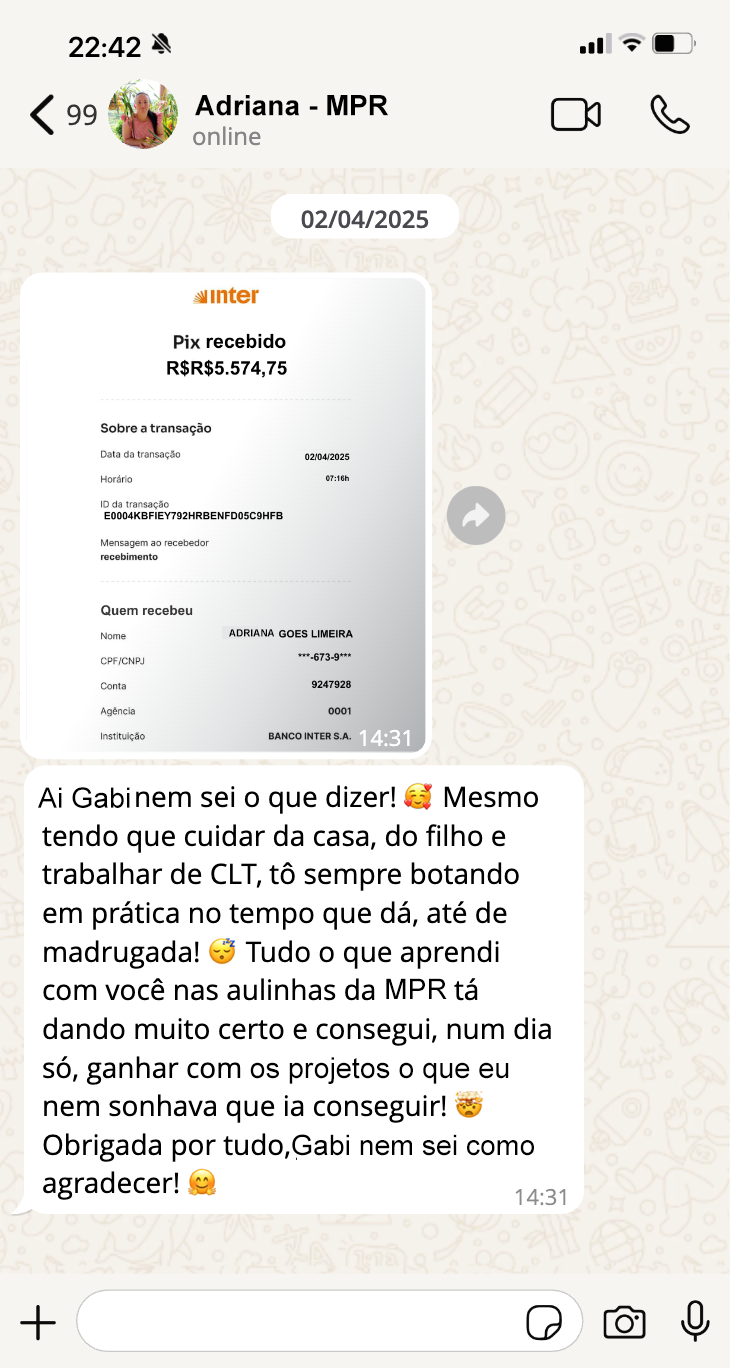 22:42
99
Adriana - MPR
online
02/04/2025
inter
Pix recebido
R$R$5.574,75
Sobre a transação
Data da transação 02/04/2025
Horário 07:16h
ID da transação
E0004KBFIEY792HRBENFD05C9HFB
Mensagem ao recebedor
recebimento
Quem recebeu
Nome ADRIANA GOES LIMEIRA
CPF/CNPJ ***-673-9***
Conta 9247928
Agência 0001
Instituição BANCO INTER S.A. 14:31
Ai Gabi nem sei o que dizer! 🥰 Mesmo
tendo que cuidar da casa, do filho e
trabalhar de CLT, tô sempre botando
em prática no tempo que dá, até de
madrugada! 😴 Tudo o que aprendi
com você nas aulinhas da MPR tá
dando muito certo e consegui, num dia
só, ganhar com os projetos o que eu
nem sonhava que ia conseguir! 🤯
Obrigada por tudo,Gabi nem sei como
agradecer! 🤗
14:31